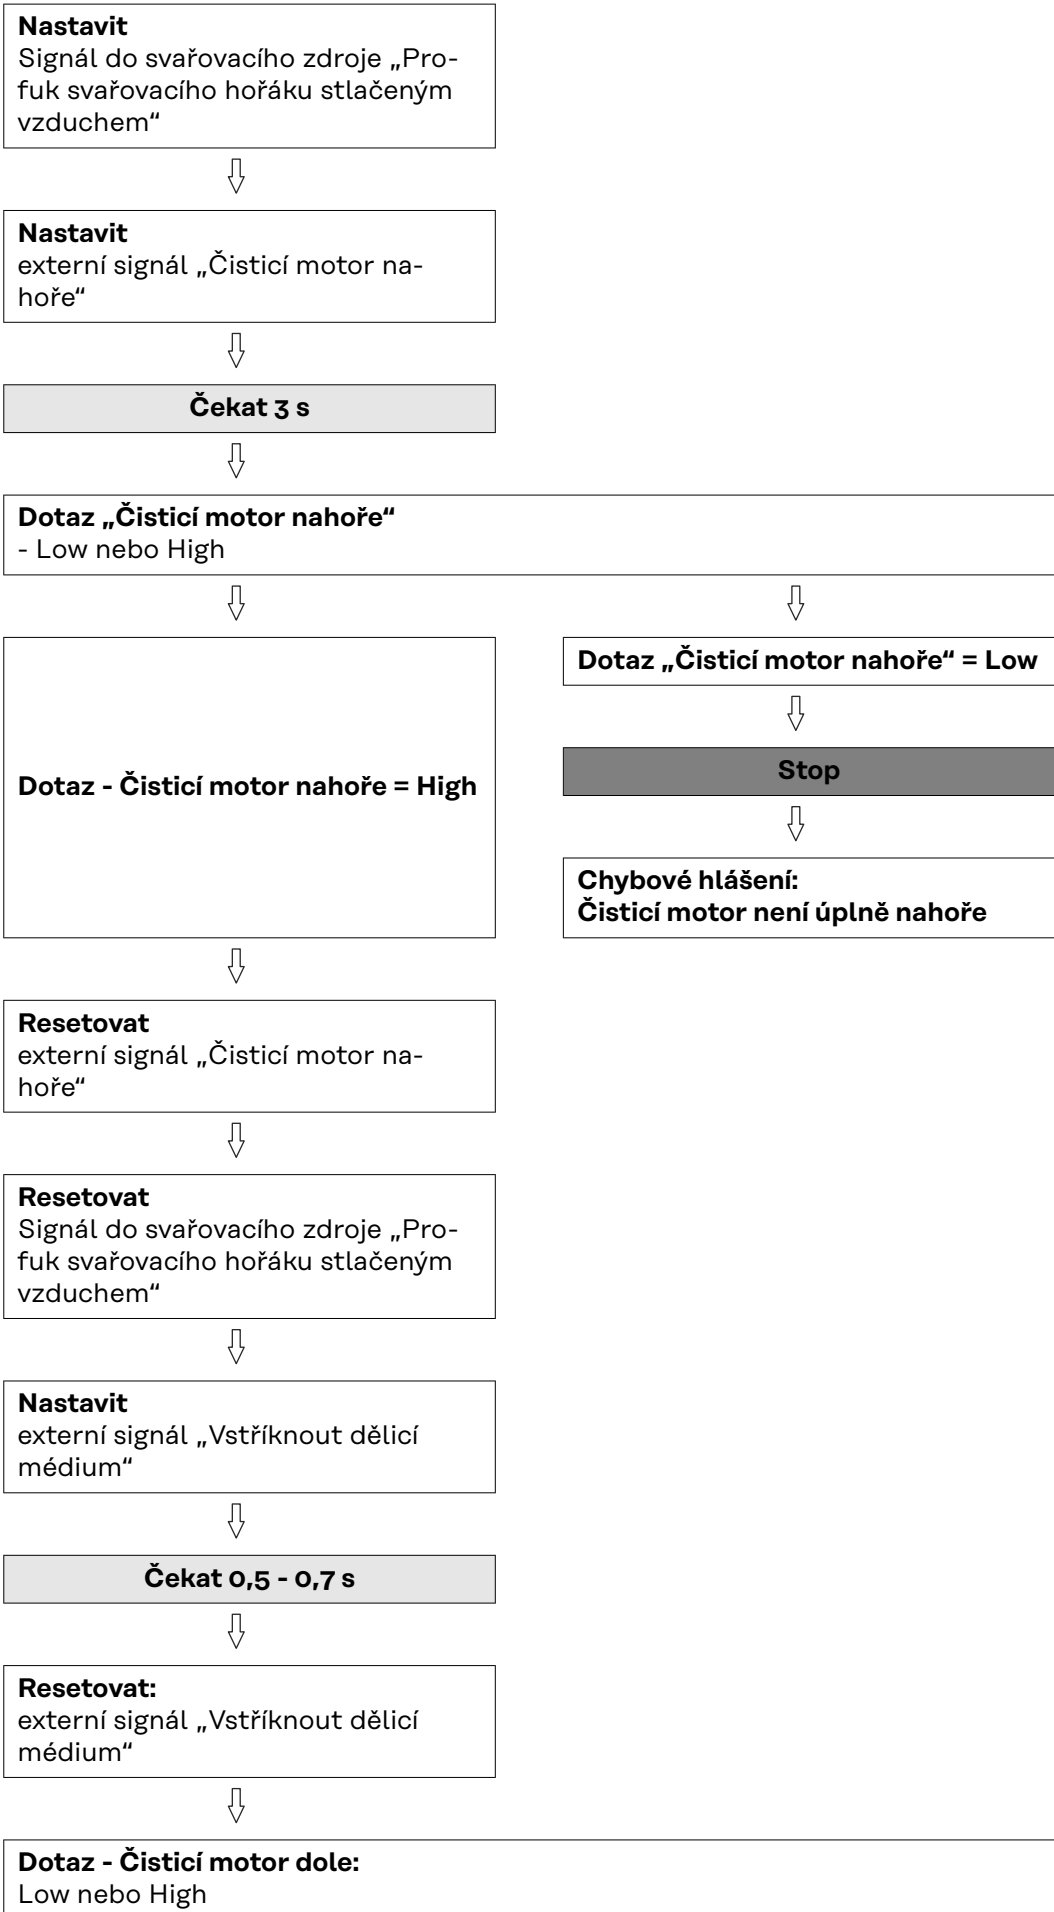 Nastavit
Signál do svařovacího zdroje „Pro-
fuk svařovacího hořáku stlačeným
vzduchem“
Nastavit
externí signál „Čisticí motor na-
hoře“
Čekat 3 s
Dotaz „Čisticí motor nahoře“
- Low nebo High
Dotaz - Čisticí motor nahoře = High
Dotaz „Čisticí motor nahoře“ = Low
Stop
Chybové hlášení:
Čisticí motor není úplně nahoře
Resetovat
externí signál „Čisticí motor na-
hoře“
Resetovat
Signál do svařovacího zdroje „Pro-
fuk svařovacího hořáku stlačeným
vzduchem“
Nastavit
externí signál „Vstříknout dělicí
médium“
Čekat 0,5 - 0,7 s
Resetovat:
externí signál „Vstříknout dělicí
médium“
Dotaz - Čisticí motor dole:
Low nebo High